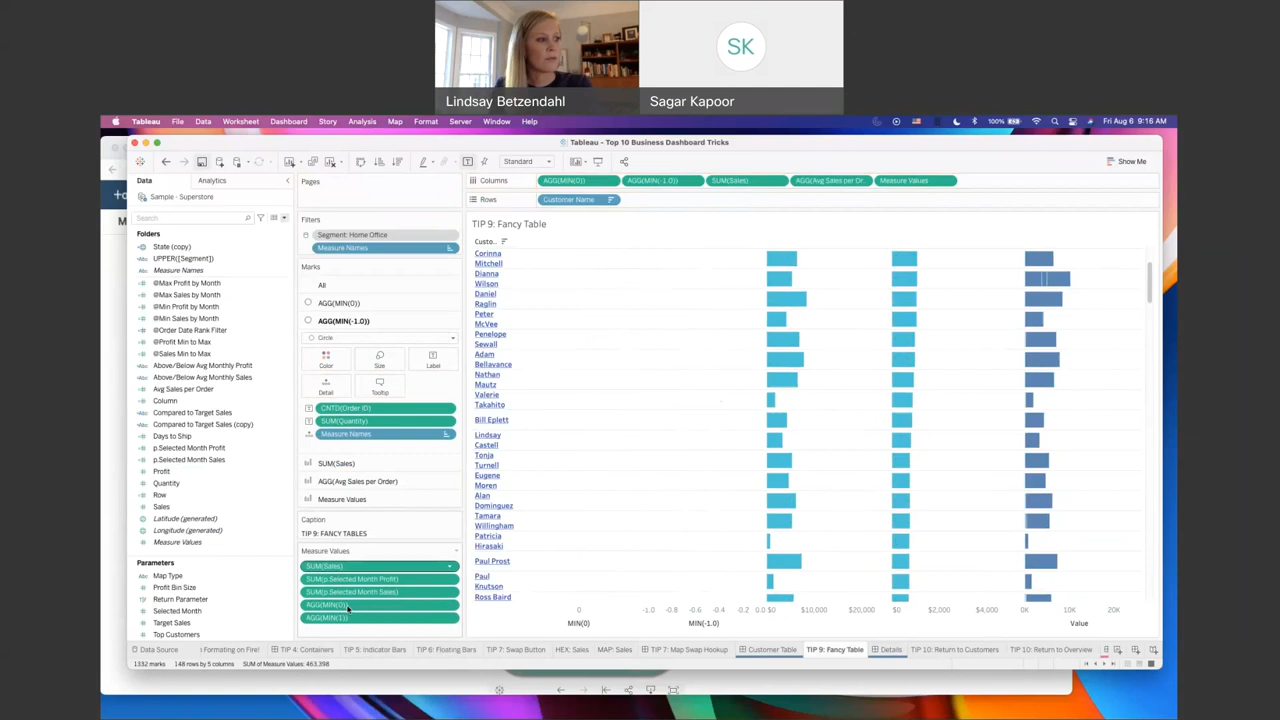 SK
Lindsay Betzendahl
Sagar Kapoor
Tableau File Data Worksheet Dashboard Story Analysis Map Format Server Window Help
100% Fri Aug 6 9:16 AM
Tableau - Top 10 Business Dashboard Tricks
Standard
Show Me
Data Analytics
Sample - Superstore
Search
Folders
State (copy)
UPPER([Segment])
Measure Names
@Max Profit by Month
@Max Sales by Month
@Min Profit by Month
@Min Sales by Month
@Order Date Rank Filter
@Profit Min to Max
@Sales Min to Max
Above/Below Avg Monthly Profit
Above/Below Avg Monthly Sales
Avg Sales per Order
Column
Compared to Target Sales
Compared to Target Sales (copy)
Days to Ship
p.Selected Month Profit
p.Selected Month Sales
Profit
Quantity
Row
Sales
Latitude (generated)
Longitude (generated)
Measure Values
Parameters
Map Type
Profit Bin Size
Return Parameter
Selected Month
Target Sales
Top Customers
Pages
Filters
Segment: Home Office
Measure Names
Marks
All
AGG(MIN(0))
AGG(MIN(-1.0))
Circle
Color Size Label
Detail Tooltip
CNTD(Order ID)
SUM(Quantity)
Measure Names
SUM(Sales)
AGG(Avg Sales per Order)
Measure Values
Caption
TIP 9: FANCY TABLES
Measure Values
SUM(Sales)
SUM(p.Selected Month Profit)
SUM(p.Selected Month Sales)
AGG(MIN(0))
AGG(MIN(1))
Columns AGG(MIN(0)) AGG(MIN(-1.0)) SUM(Sales) AGG(Avg Sales per Or.. Measure Values
Rows Customer Name
TIP 9: Fancy Table
Custo..
Corinna
Mitchell
Dianna
Wilson
Daniel
Raglin
Peter
McVee
Penelope
Sewall
Adam
Bellavance
Nathan
Mautz
Valerie
Takahito
Bill Eplett
Lindsay
Castell
Tonja
Turnell
Eugene
Moren
Alan
Dominguez
Tamara
Willingham
Patricia
Hirasaki
Paul Prost
Paul
Knutson
Ross Baird
0 -1.0 -0.8 -0.6 -0.4 -0.2 0.0 $0 $10,000 $20,000 $0 $2,000 $4,000 0K 10K 20K
MIN(0) MIN(-1.0) Value
Data Source Formatting on Fire! TIP 4: Containers TIP 5: Indicator Bars TIP 6: Floating Bars TIP 7: Swap Button HEX: Sales MAP: Sales TIP 7: Map Swap Hookup Customer Table TIP 9: Fancy Table Details TIP 10: Return to Customers TIP 10: Return to Overview
1332 marks 148 rows by 5 columns SUM of Measure Values: 463,398